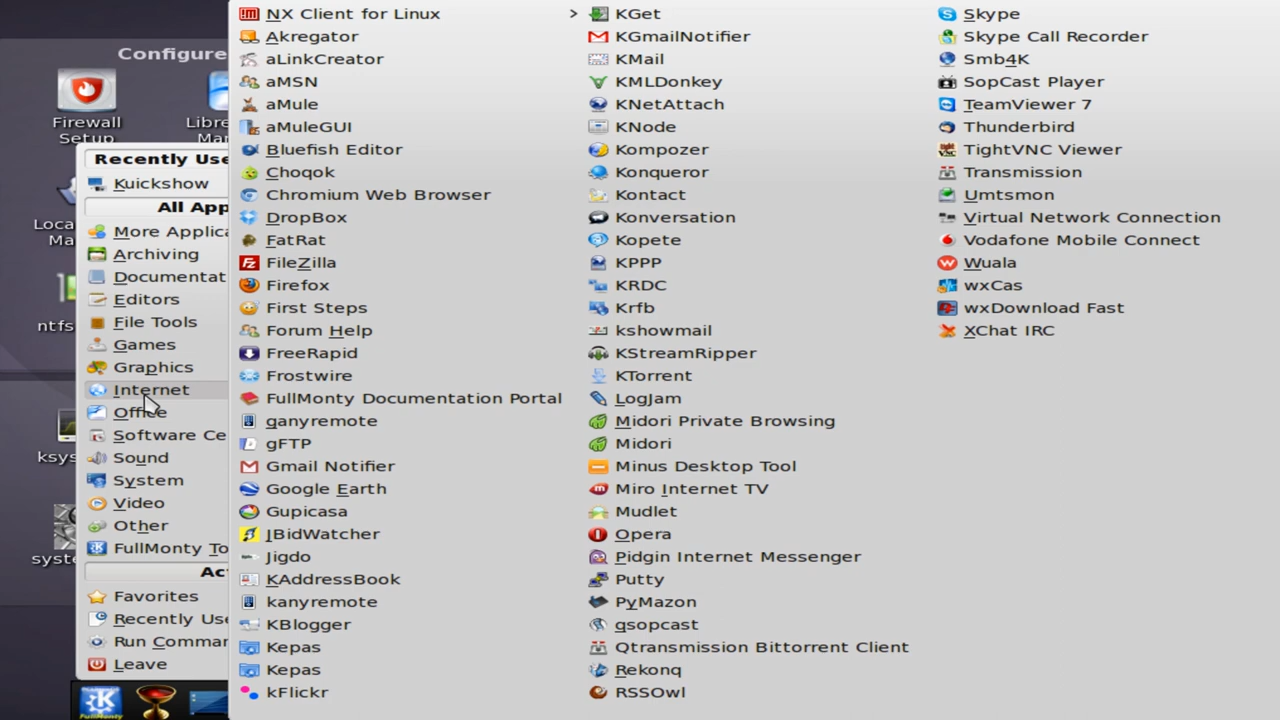 Configure
Firewall
Setup
Libre
Ma
Loca
Ma
ntfs
ksys
syste
Recently Use
Kuickshow
All App
More Applica
Archiving
Documentat
Editors
File Tools
Games
Graphics
Internet
Office
Software Ce
Sound
System
Video
Other
FullMonty To
Act
Favorites
Recently Use
Run Comman
Leave
FullMonty
NX Client for Linux
Akregator
aLinkCreator
aMSN
aMule
aMuleGUI
Bluefish Editor
Choqok
Chromium Web Browser
DropBox
FatRat
FileZilla
Firefox
First Steps
Forum Help
FreeRapid
Frostwire
FullMonty Documentation Portal
ganyremote
gFTP
Gmail Notifier
Google Earth
Gupicasa
JBidWatcher
Jigdo
KAddressBook
kanyremote
KBlogger
Kepas
Kepas
kFlickr
KGet
KGmailNotifier
KMail
KMLDonkey
KNetAttach
KNode
Kompozer
Konqueror
Kontact
Konversation
Kopete
KPPP
KRDC
Krfb
kshowmail
KStreamRipper
KTorrent
LogJam
Midori Private Browsing
Midori
Minus Desktop Tool
Miro Internet TV
Mudlet
Opera
Pidgin Internet Messenger
Putty
PyMazon
qsopcast
Qtransmission Bittorrent Client
Rekonq
RSSOwl
Skype
Skype Call Recorder
Smb4K
SopCast Player
TeamViewer 7
Thunderbird
TightVNC Viewer
Transmission
Umtsmon
Virtual Network Connection
Vodafone Mobile Connect
Wuala
wxCas
wxDownload Fast
XChat IRC